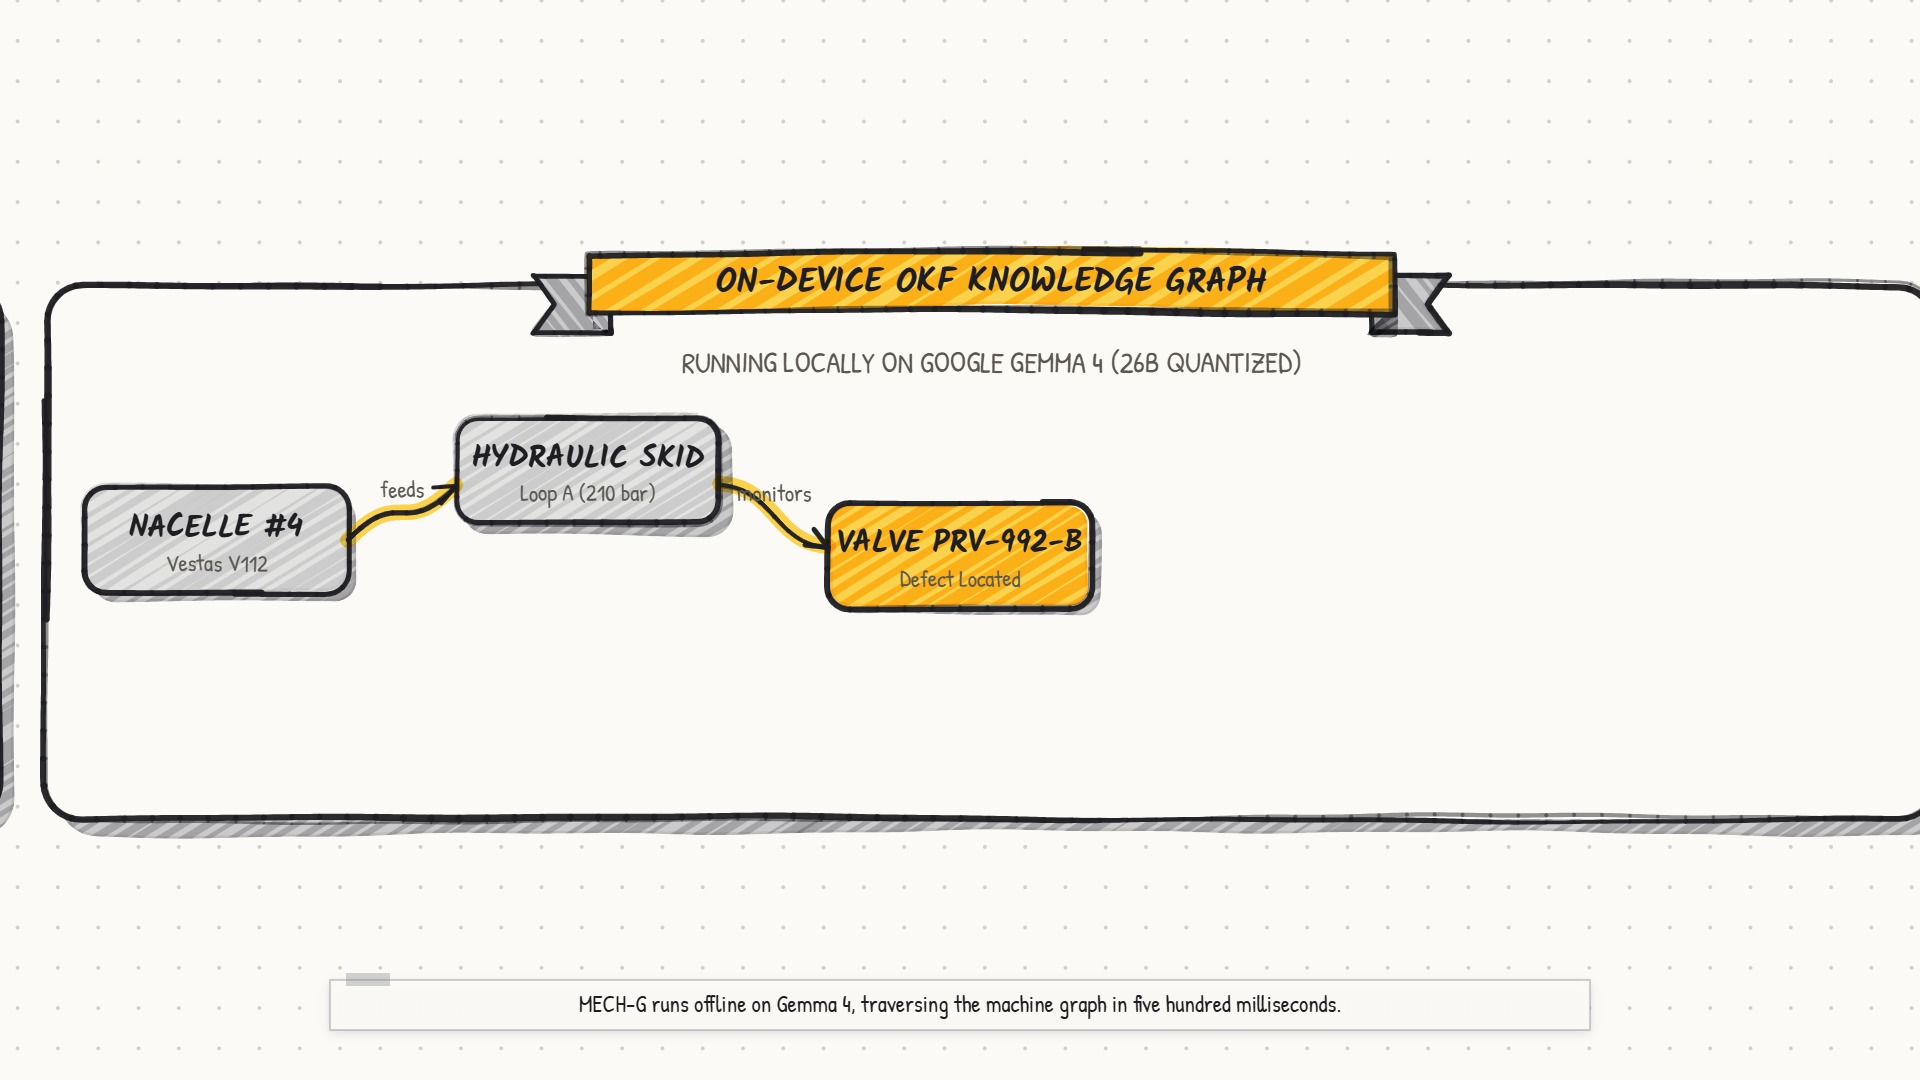 ON-DEVICE OKF KNOWLEDGE GRAPH
RUNNING LOCALLY ON GOOGLE GEMMA 4 (26B QUANTIZED)
NACELLE #4
Vestas V112
feeds
HYDRAULIC SKID
Loop A (210 bar)
monitors
VALVE PRV-992-B
Defect Located
MECH-G runs offline on Gemma 4, traversing the machine graph in five hundred milliseconds.